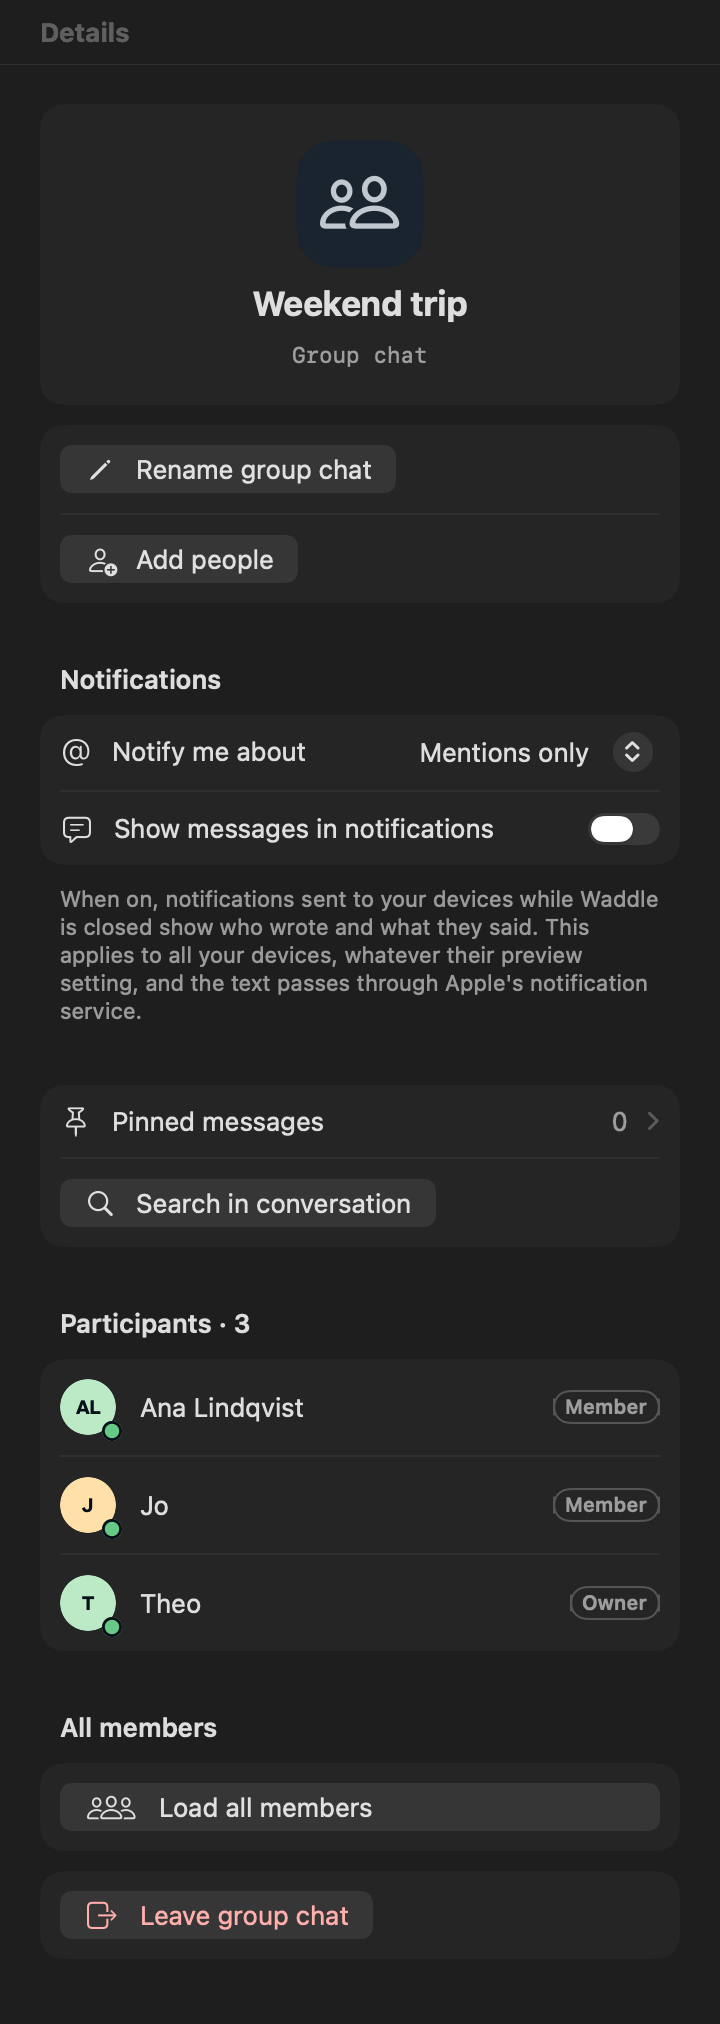 Details
Weekend trip
Group chat
Rename group chat
Add people
Notifications
Notify me about Mentions only
Show messages in notifications
When on, notifications sent to your devices while Waddle
is closed show who wrote and what they said. This
applies to all your devices, whatever their preview
setting, and the text passes through Apple's notification
service.
Pinned messages 0
Search in conversation
Participants · 3
AL Ana Lindqvist Member
J Jo Member
T Theo Owner
All members
Load all members
Leave group chat